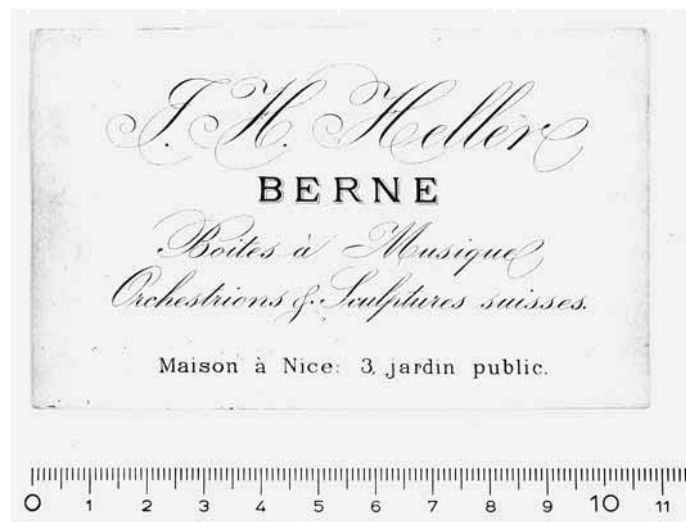 J. H. Heller
BERNE
Boîtes à Musique
Orchestrions & Sculptures suisses.
Maison à Nice: 3, jardin public.
0 1 2 3 4 5 6 7 8 9 10 11